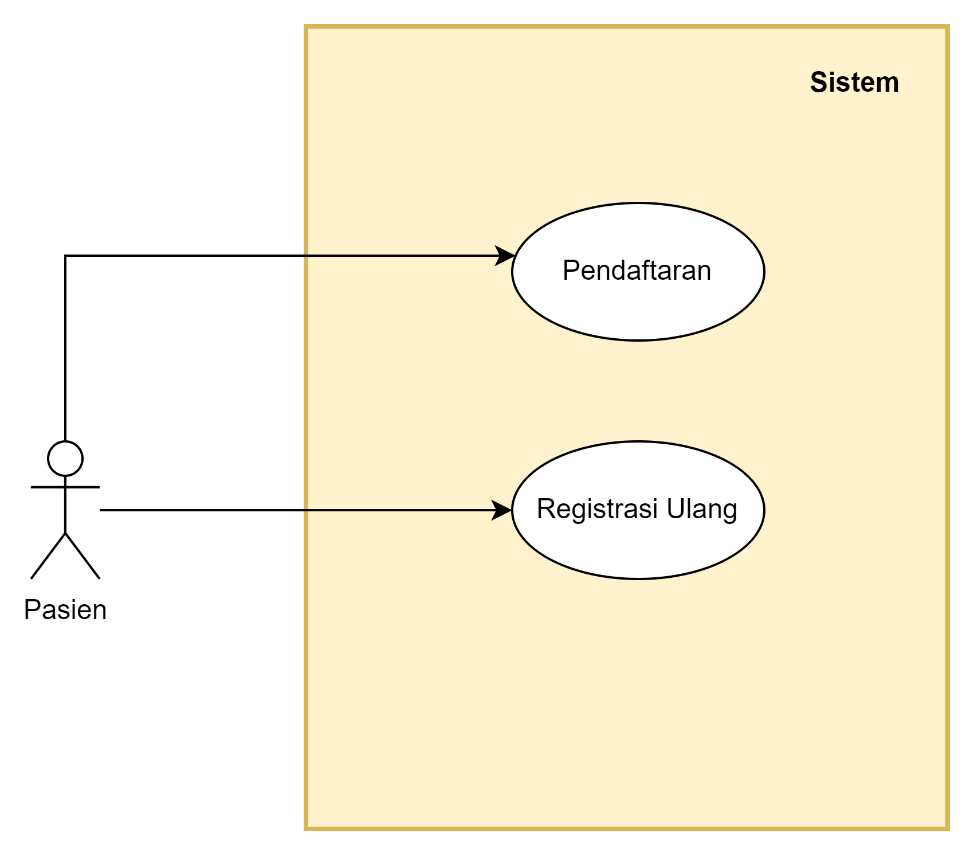 Sistem
Pendaftaran
Registrasi Ulang
Pasien